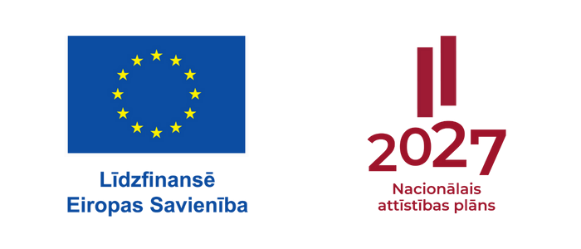 Līdzfinansē
Eiropas Savienība
2027
Nacionālais
attīstības plāns